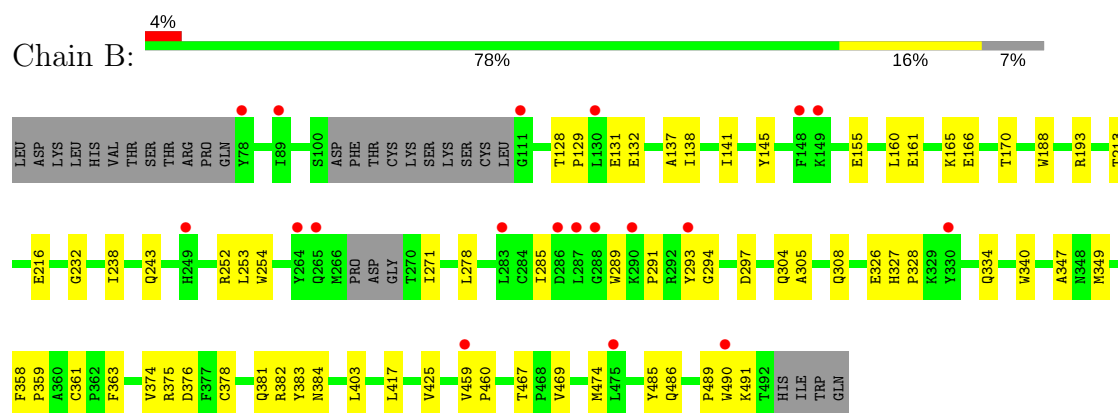 4%
Chain B:
78% 16% 7%
LEU ASP LYS LEU HIS VAL THR SER THR ARG PRO GLN Y78 I89 S100 ASP PHE THR CYS LYS SER LYS SER CYS LEU G111 T128 P129 L130 E131 E132 A137 I138 I141 Y145 F148 K149 E155 L160 E161 K165 E166 T170 W188 R193 T213
E216 G232 I238 Q243 H249 R252 L253 W254 Y264 Q265 M266 PRO ASP GLY T270 I271 L278 L283 C284 I285 D286 L287 G288 W289 K290 P291 R292 Y293 G294 D297 Q304 A305 Q308 E326 H327 P328 K329 Y330 Q334 W340 A347 N348 M349
F358 P359 A360 C361 P362 F363 V374 R375 D376 F377 C378 Q381 R382 Y383 N384 L403 L417 V425 V459 P460 T467 P468 V469 M474 L475 Y485 Q486 P489 W490 K491 T492 HIS ILE TRP GLN